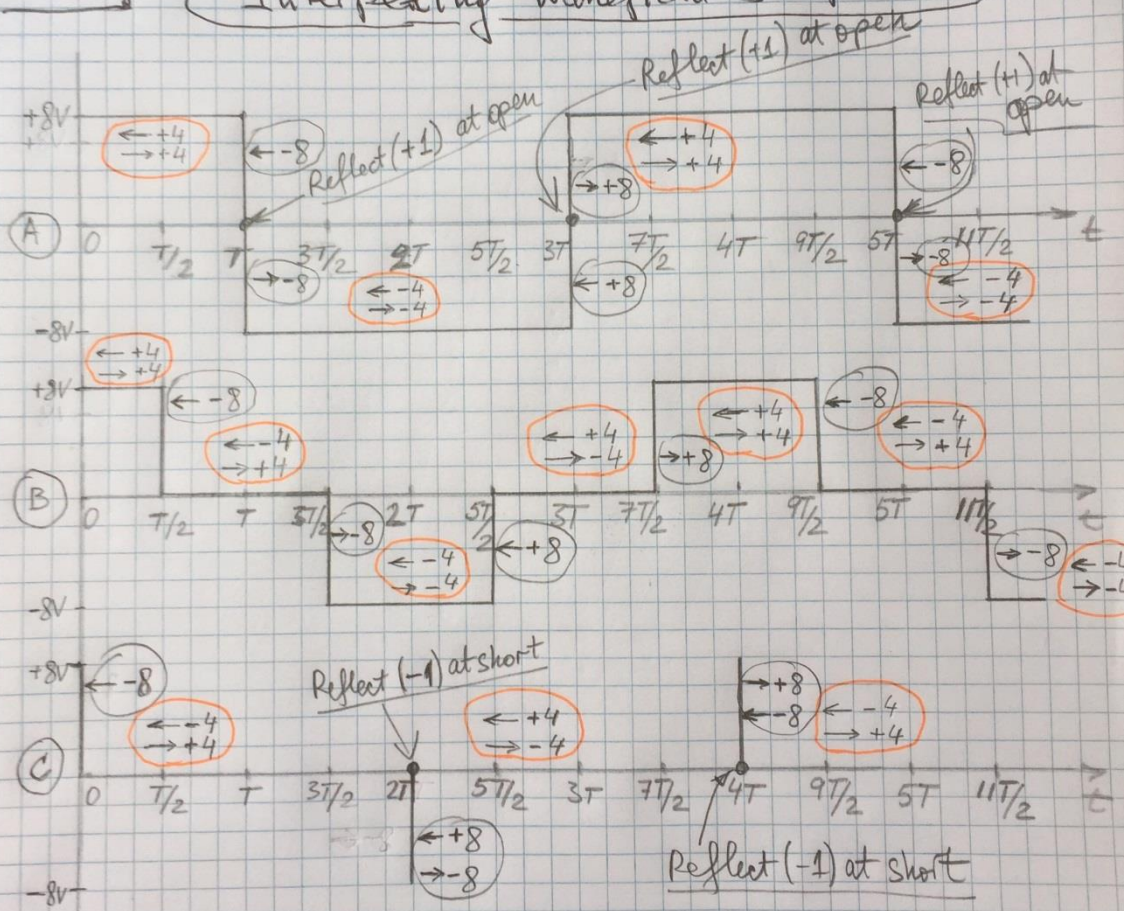 Interpreting
Reflect (+1) at open
Reflect (+1) at open
Reflect (+1) at
open
+8V
← +4
→ +4
← -8
→ +8
← +4
→ +4
← -8
A
0 T/2 T 3T/2 2T 5T/2 3T 7T/2 4T 9T/2 5T 11T/2 t
→ -8
← -4
→ -4
← +8
→ -8
← -4
→ -4
-8V
← +4
→ +4
+8V
← -8
← -4
→ +4
← +4
→ -4
→ +8
← +4
→ +4
← -8
← -4
→ +4
B
0 T/2 T 3T/2 2T 5T/2 3T 7T/2 4T 9T/2 5T 11T/2 t
→ -8
← -4
→ -4
← +8
→ -8
← -4
→ -4
-8V
+8V
← -8
← -4
→ +4
Reflect (-1) at short
← +4
→ -4
→ +8
← -8
← -4
→ +4
C
0 T/2 T 3T/2 2T 5T/2 3T 7T/2 4T 9T/2 5T 11T/2 t
← +8
→ -8
Reflect (-1) at short
-8V